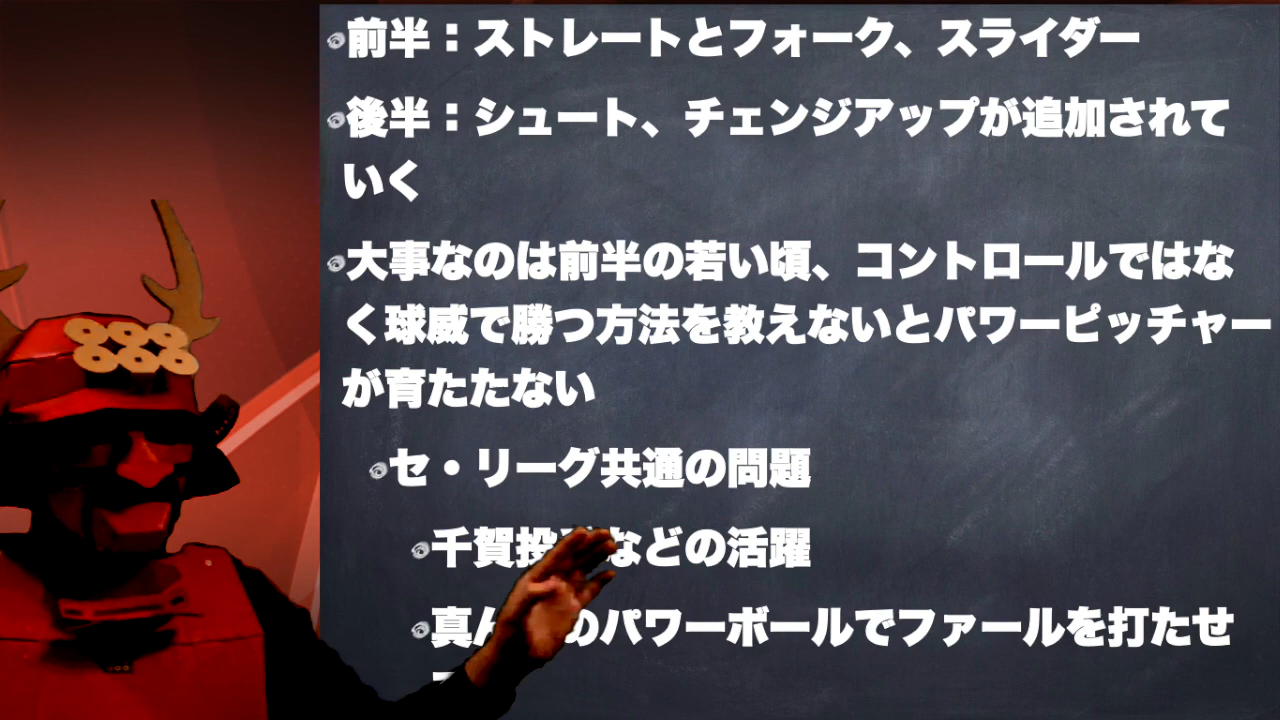 前半：ストレートとフォーク、スライダー
後半：シュート、チェンジアップが追加されて
いく
大事なのは前半の若い頃、コントロールではな
く球威で勝つ方法を教えないとパワーピッチャー
が育たたない
セ・リーグ共通の問題
千賀投などの活躍
真んのパワーボールでファールを打たせ